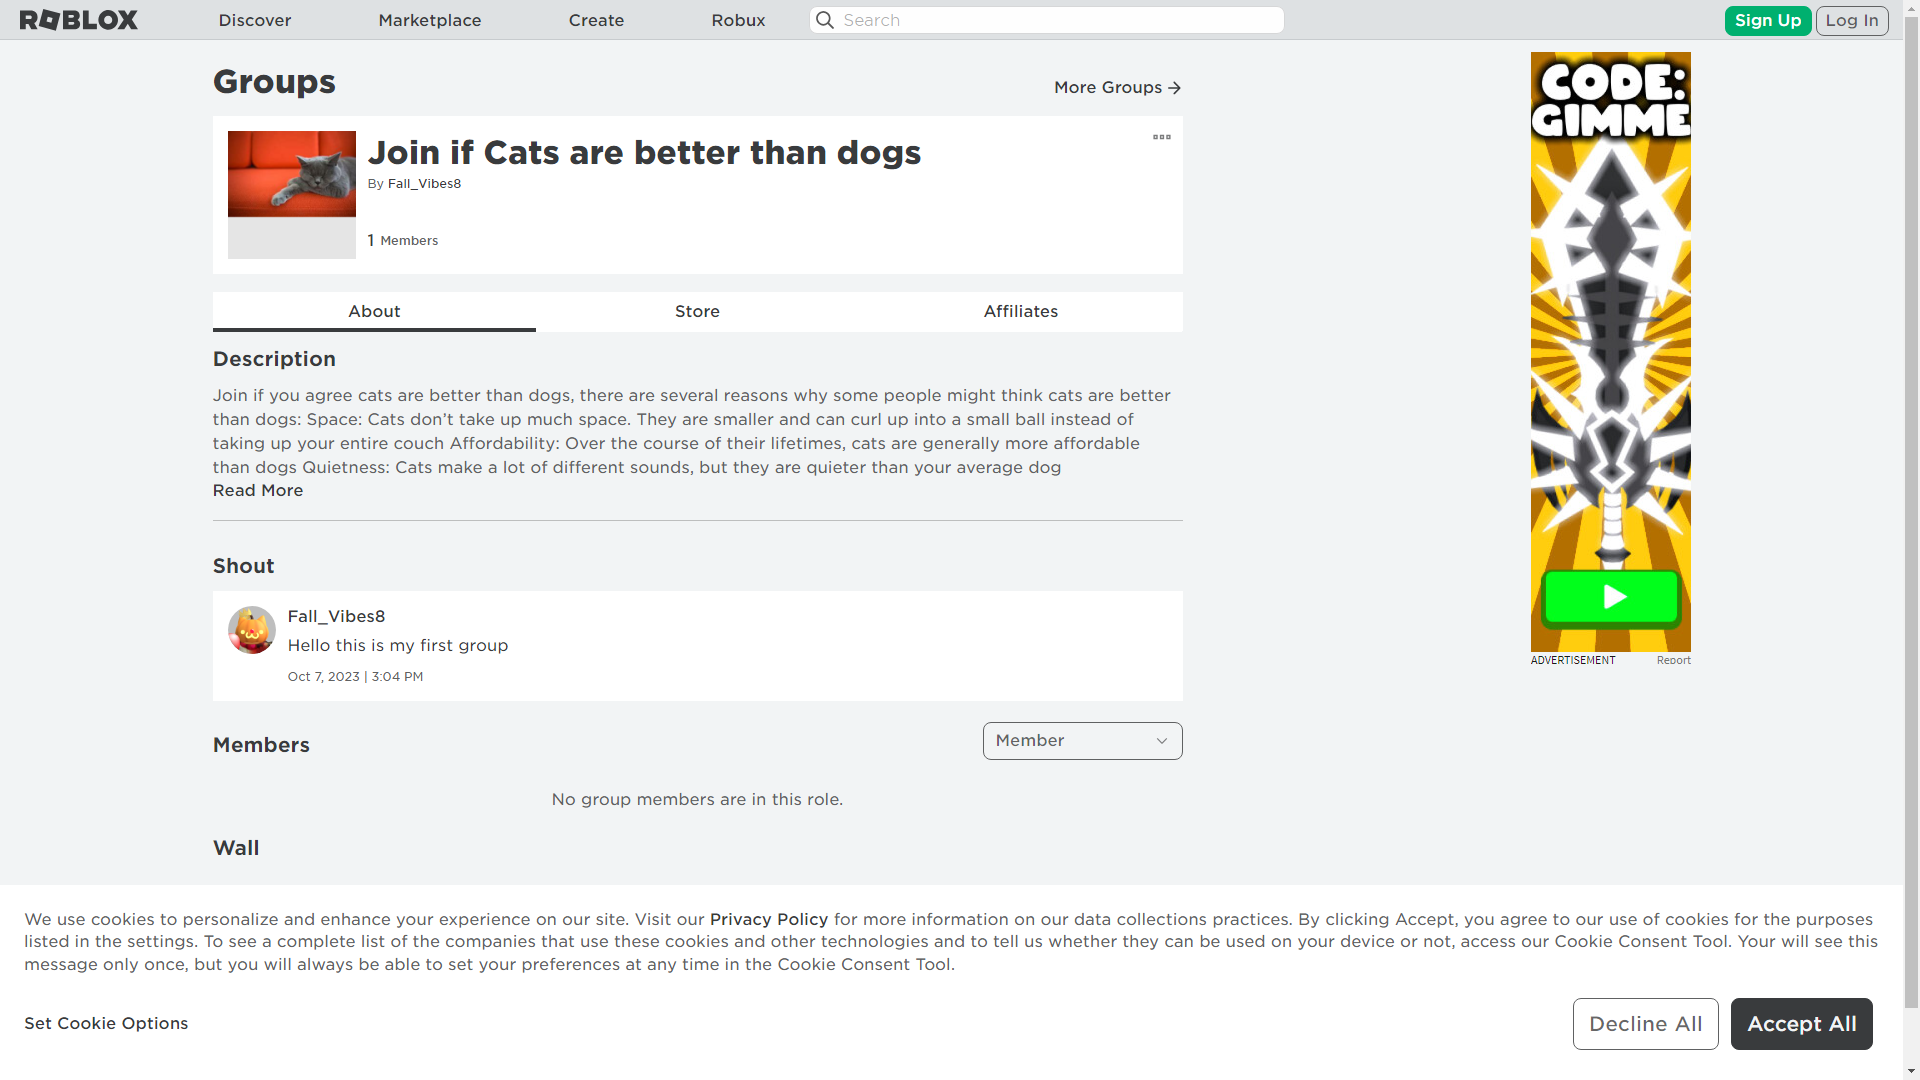 ROBLOX
Discover
Marketplace
Create
Robux
Search
Sign Up
Log In
Groups
More Groups
Join if Cats are better than dogs
By Fall_Vibes8
1 Members
About
Store
Affiliates
Description
Join if you agree cats are better than dogs, there are several reasons why some people might think cats are better
than dogs: Space: Cats don’t take up much space. They are smaller and can curl up into a small ball instead of
taking up your entire couch Affordability: Over the course of their lifetimes, cats are generally more affordable
than dogs Quietness: Cats make a lot of different sounds, but they are quieter than your average dog
Read More
Shout
Fall_Vibes8
Hello this is my first group
Oct 7, 2023 | 3:04 PM
Members
Member
No group members are in this role.
Wall
CODE:
GIMME
ADVERTISEMENT
Report
We use cookies to personalize and enhance your experience on our site. Visit our Privacy Policy for more information on our data collections practices. By clicking Accept, you agree to our use of cookies for the purposes
listed in the settings. To see a complete list of the companies that use these cookies and other technologies and to tell us whether they can be used on your device or not, access our Cookie Consent Tool. Your will see this
message only once, but you will always be able to set your preferences at any time in the Cookie Consent Tool.
Set Cookie Options
Decline All
Accept All